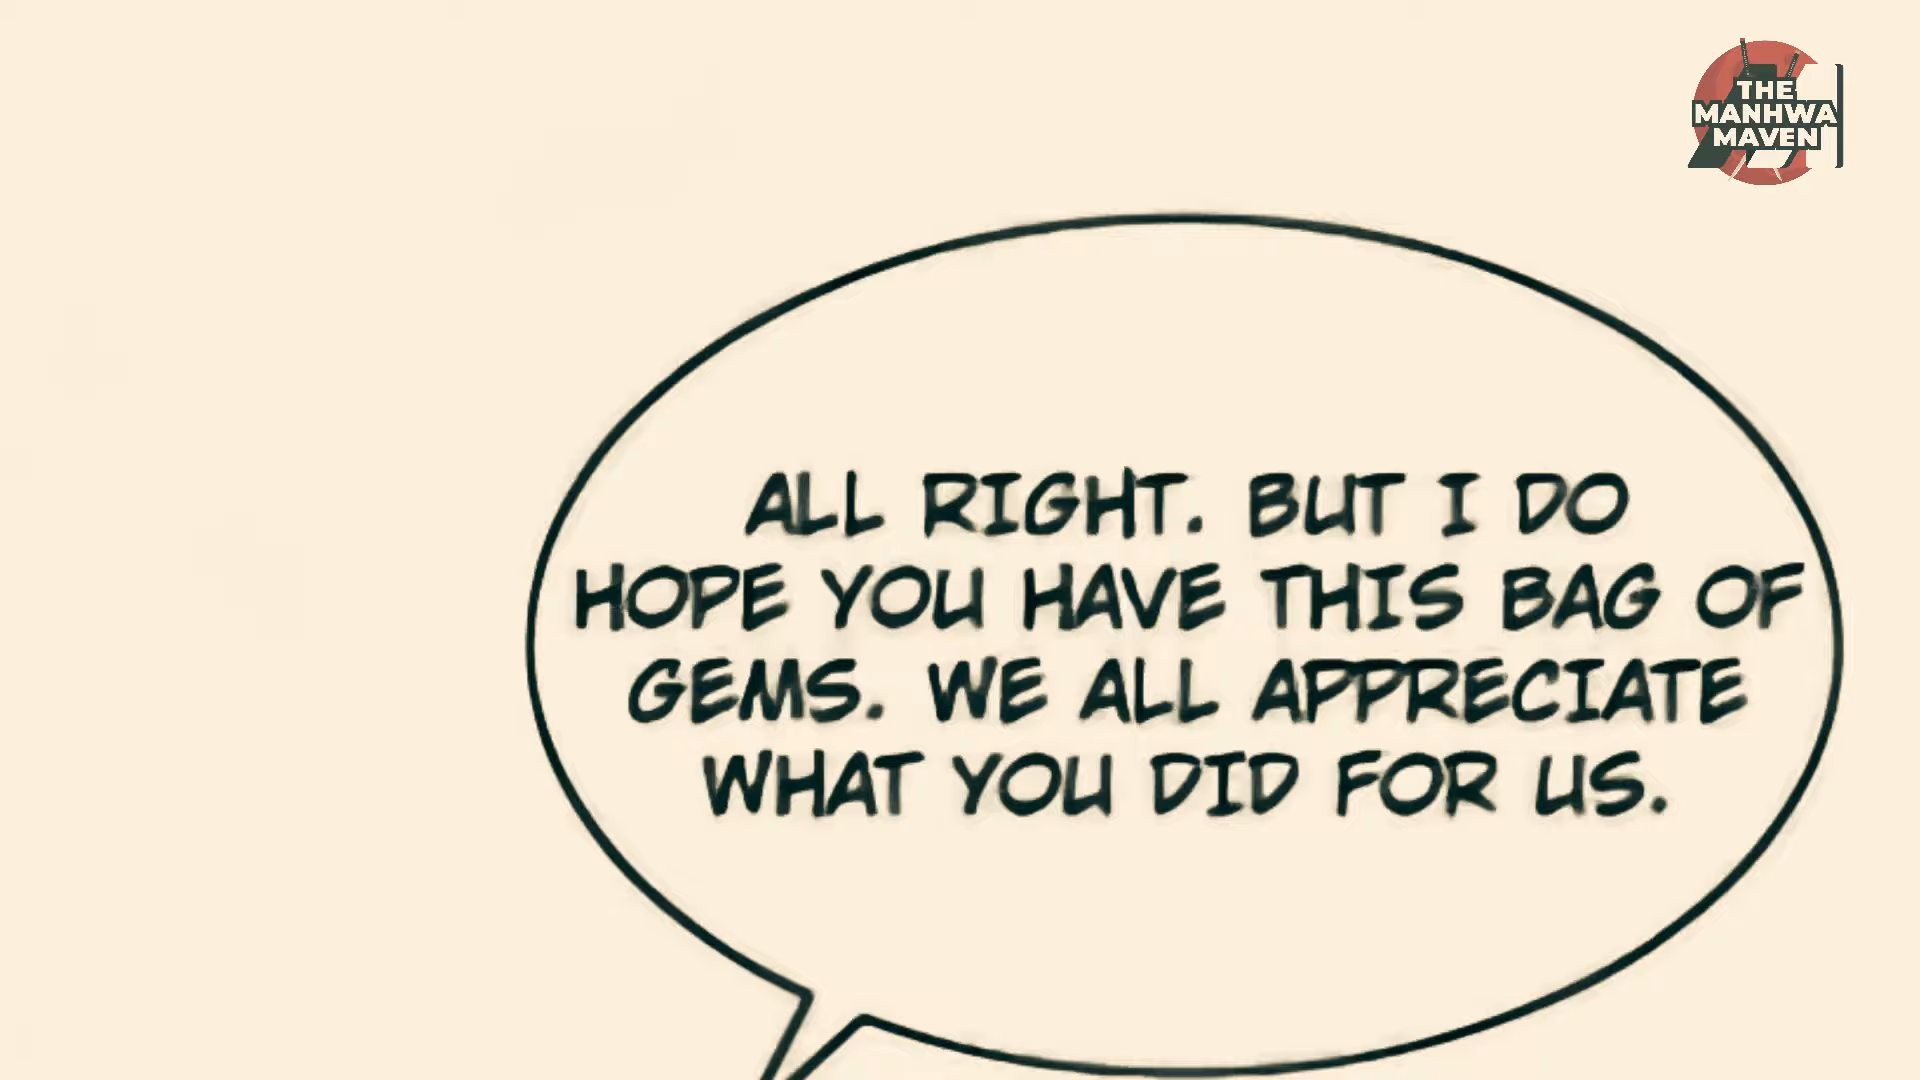 THE
MANHWA
MAVEN
ALL RIGHT. BUT I DO
HOPE YOU HAVE THIS BAG OF
GEMS. WE ALL APPRECIATE
WHAT YOU DID FOR US.